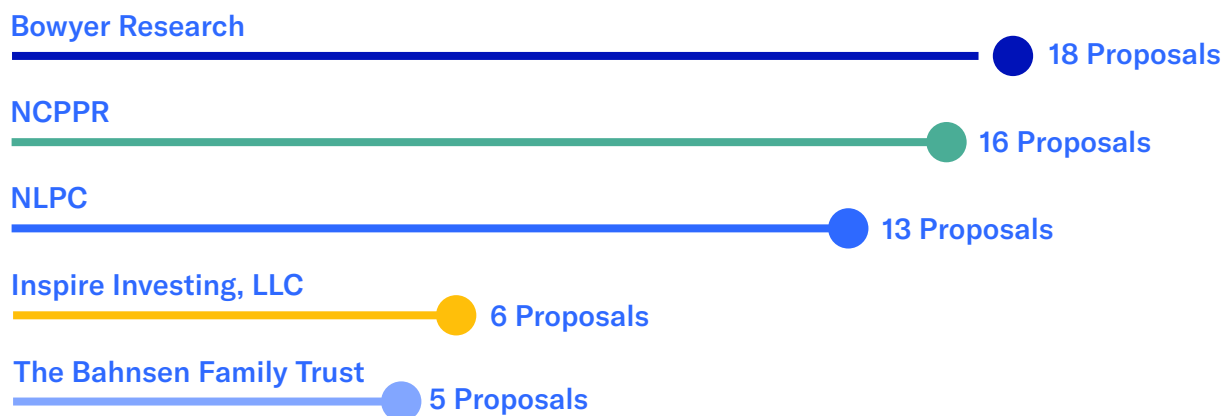 Bowyer Research
18 Proposals
NCPPR
16 Proposals
NLPC
13 Proposals
Inspire Investing, LLC
6 Proposals
The Bahnsen Family Trust
5 Proposals